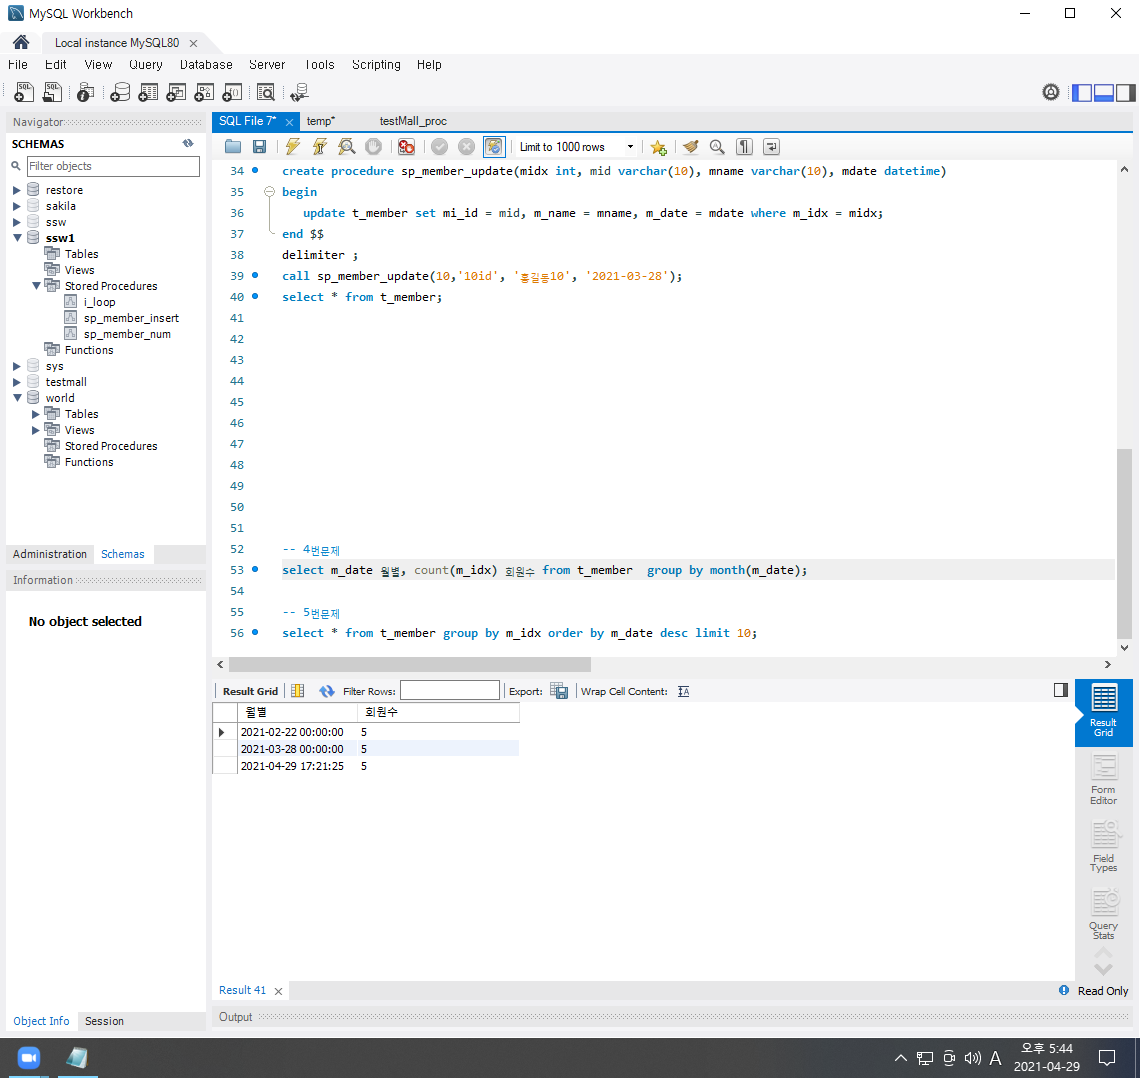 MySQL Workbench
Local instance MySQL80
File Edit View Query Database Server Tools Scripting Help
Navigator
SCHEMAS
Filter objects
restore
sakila
ssw
ssw1
Tables
Views
Stored Procedures
i_loop
sp_member_insert
sp_member_num
Functions
sys
testmall
world
Tables
Views
Stored Procedures
Functions
Administration Schemas
Information
No object selected
Object Info Session
SQL File 7* temp* testMall_proc
Limit to 1000 rows
34 create procedure sp_member_update(midx int, mid varchar(10), mname varchar(10), mdate datetime)
35 begin
36 update t_member set mi_id = mid, m_name = mname, m_date = mdate where m_idx = midx;
37 end $$
38 delimiter ;
39 call sp_member_update(10,'10id', '홍길동10', '2021-03-28');
40 select * from t_member;
41
42
43
44
45
46
47
48
49
50
51
52 -- 4번문제
53 select m_date 월별, count(m_idx) 회원수 from t_member group by month(m_date);
54
55 -- 5번문제
56 select * from t_member group by m_idx order by m_date desc limit 10;
Result Grid Filter Rows: Export: Wrap Cell Content:
월별 회원수
2021-02-22 00:00:00 5
2021-03-28 00:00:00 5
2021-04-29 17:21:25 5
Result Grid
Form Editor
Field Types
Query Stats
Result 41
Read Only
Output
A
오후 5:44
2021-04-29